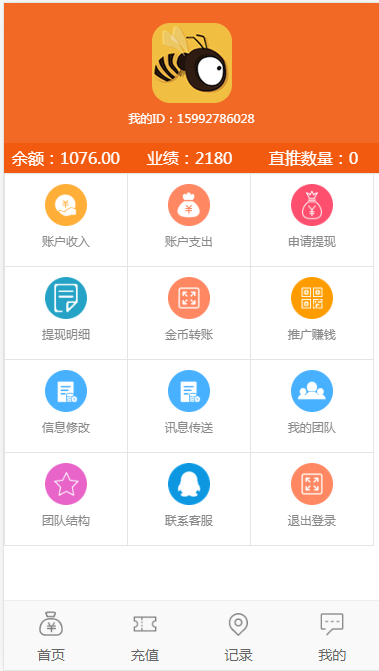 我的ID：15992786028
余额：1076.00 业绩：2180 直推数量：0
账户收入 账户支出 申请提现
提现明细 金币转账 推广赚钱
信息修改 讯息传送 我的团队
团队结构 联系客服 退出登录
首页 充值 记录 我的